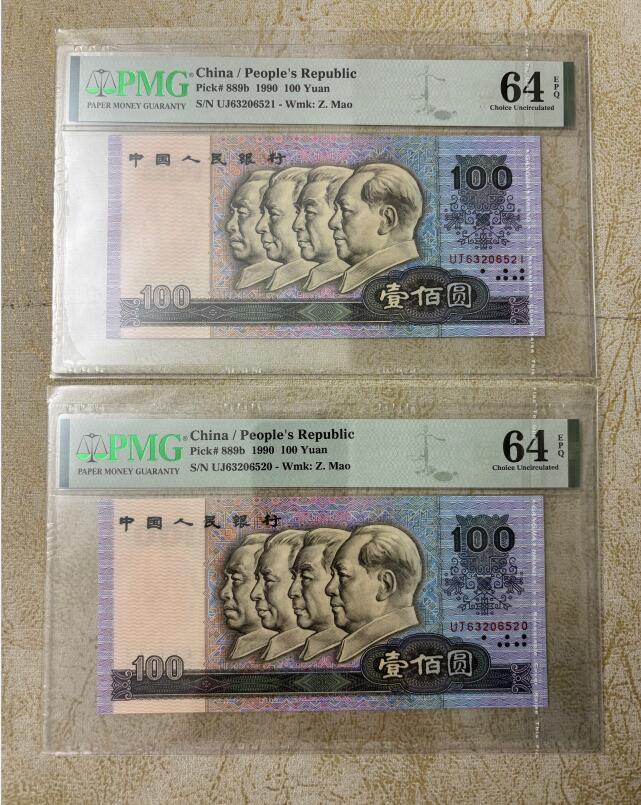 PMG®
PAPER MONEY GUARANTY
China / People's Republic
Pick# 889b 1990 100 Yuan
S/N UJ63206521 - Wmk: Z. Mao
64 EPQ
Choice Uncirculated
中国人民银行
100
UJ63206521
100
壹佰圆
PMG®
PAPER MONEY GUARANTY
China / People's Republic
Pick# 889b 1990 100 Yuan
S/N UJ63206520 - Wmk: Z. Mao
64 EPQ
Choice Uncirculated
中国人民银行
100
UJ63206520
100
壹佰圆